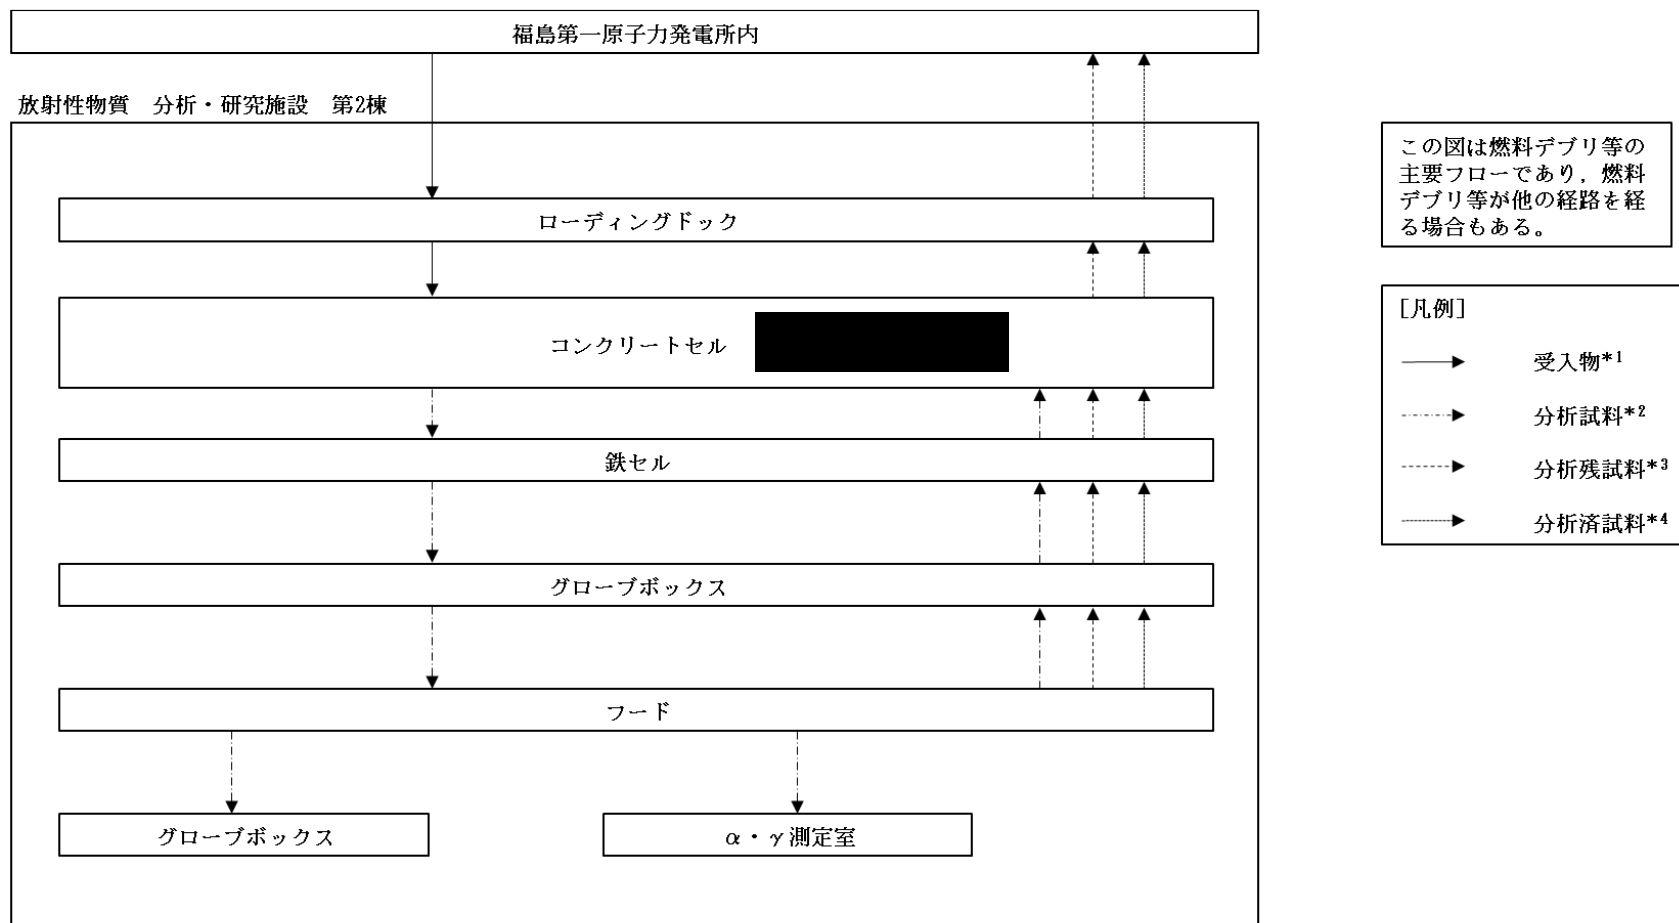 福島第一原子力発電所内
放射性物質　分析・研究施設　第2棟
ローディングドック
コンクリートセル
鉄セル
グローブボックス
フード
グローブボックス
α・γ測定室
この図は燃料デブリ等の
主要フローであり，燃料
デブリ等が他の経路を経
る場合もある。
[凡例]
受入物*1
分析試料*2
分析残試料*3
分析済試料*4